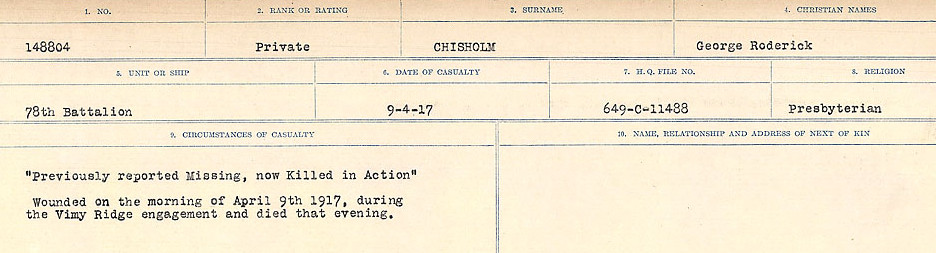 1. NO. 2. RANK OR RATING 3. SURNAME 4. CHRISTIAN NAMES
148804 Private CHISHOLM George Roderick
5. UNIT OR SHIP 6. DATE OF CASUALTY 7. H. Q. FILE NO. 8. RELIGION
78th Battalion 9-4-17 649-C-11488 Presbyterian
9. CIRCUMSTANCES OF CASUALTY 10. NAME, RELATIONSHIP AND ADDRESS OF NEXT OF KIN
"Previously reported Missing, now Killed in Action"
Wounded on the morning of April 9th 1917, during
the Vimy Ridge engagement and died that evening.